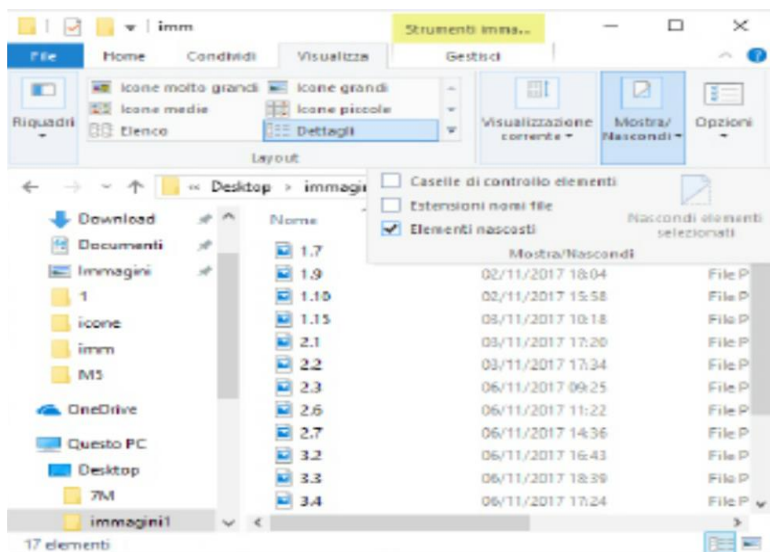 imm
Strumenti imma...
File Home Condividi Visualizza Gestisci
Riquadri
Icone molto grandi Icone grandi
Icone medie Icone piccole
Elenco Dettagli
Layout
Visualizzazione corrente
Mostra/Nascondi
Opzioni
« Desktop › immagi
Caselle di controllo elementi
Estensioni nomi file
Elementi nascosti
Nascondi elementi selezionati
Mostra/Nascondi
Download
Documenti
Immagini
1
icone
imm
M5
OneDrive
Questo PC
Desktop
7M
immagini1
Nome
1.7
1.9 02/11/2017 18:04 File P
1.10 02/11/2017 15:58 File P
1.15 03/11/2017 10:18 File P
2.1 03/11/2017 17:20 File P
2.2 03/11/2017 17:34 File P
2.3 06/11/2017 09:25 File P
2.6 06/11/2017 11:22 File P
2.7 06/11/2017 14:36 File P
3.2 06/11/2017 16:43 File P
3.3 06/11/2017 18:39 File P
3.4 06/11/2017 17:24 File P
17 elementi